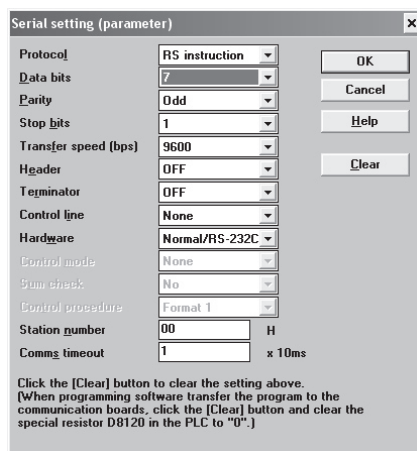 Serial setting (parameter)
Protocol RS instruction
OK
Data bits 7
Cancel
Parity Odd
Stop bits 1
Help
Transfer speed (bps) 9600
Header OFF
Clear
Terminator OFF
Control line None
Hardware Normal/RS-232C
Control mode None
Sum check No
Control procedure Format 1
Station number 00 H
Comms timeout 1 x 10ms
Click the [Clear] button to clear the setting above.
(When programming software transfer the program to the
communication boards, click the [Clear] button and clear the
special resistor D8120 in the PLC to "0".)